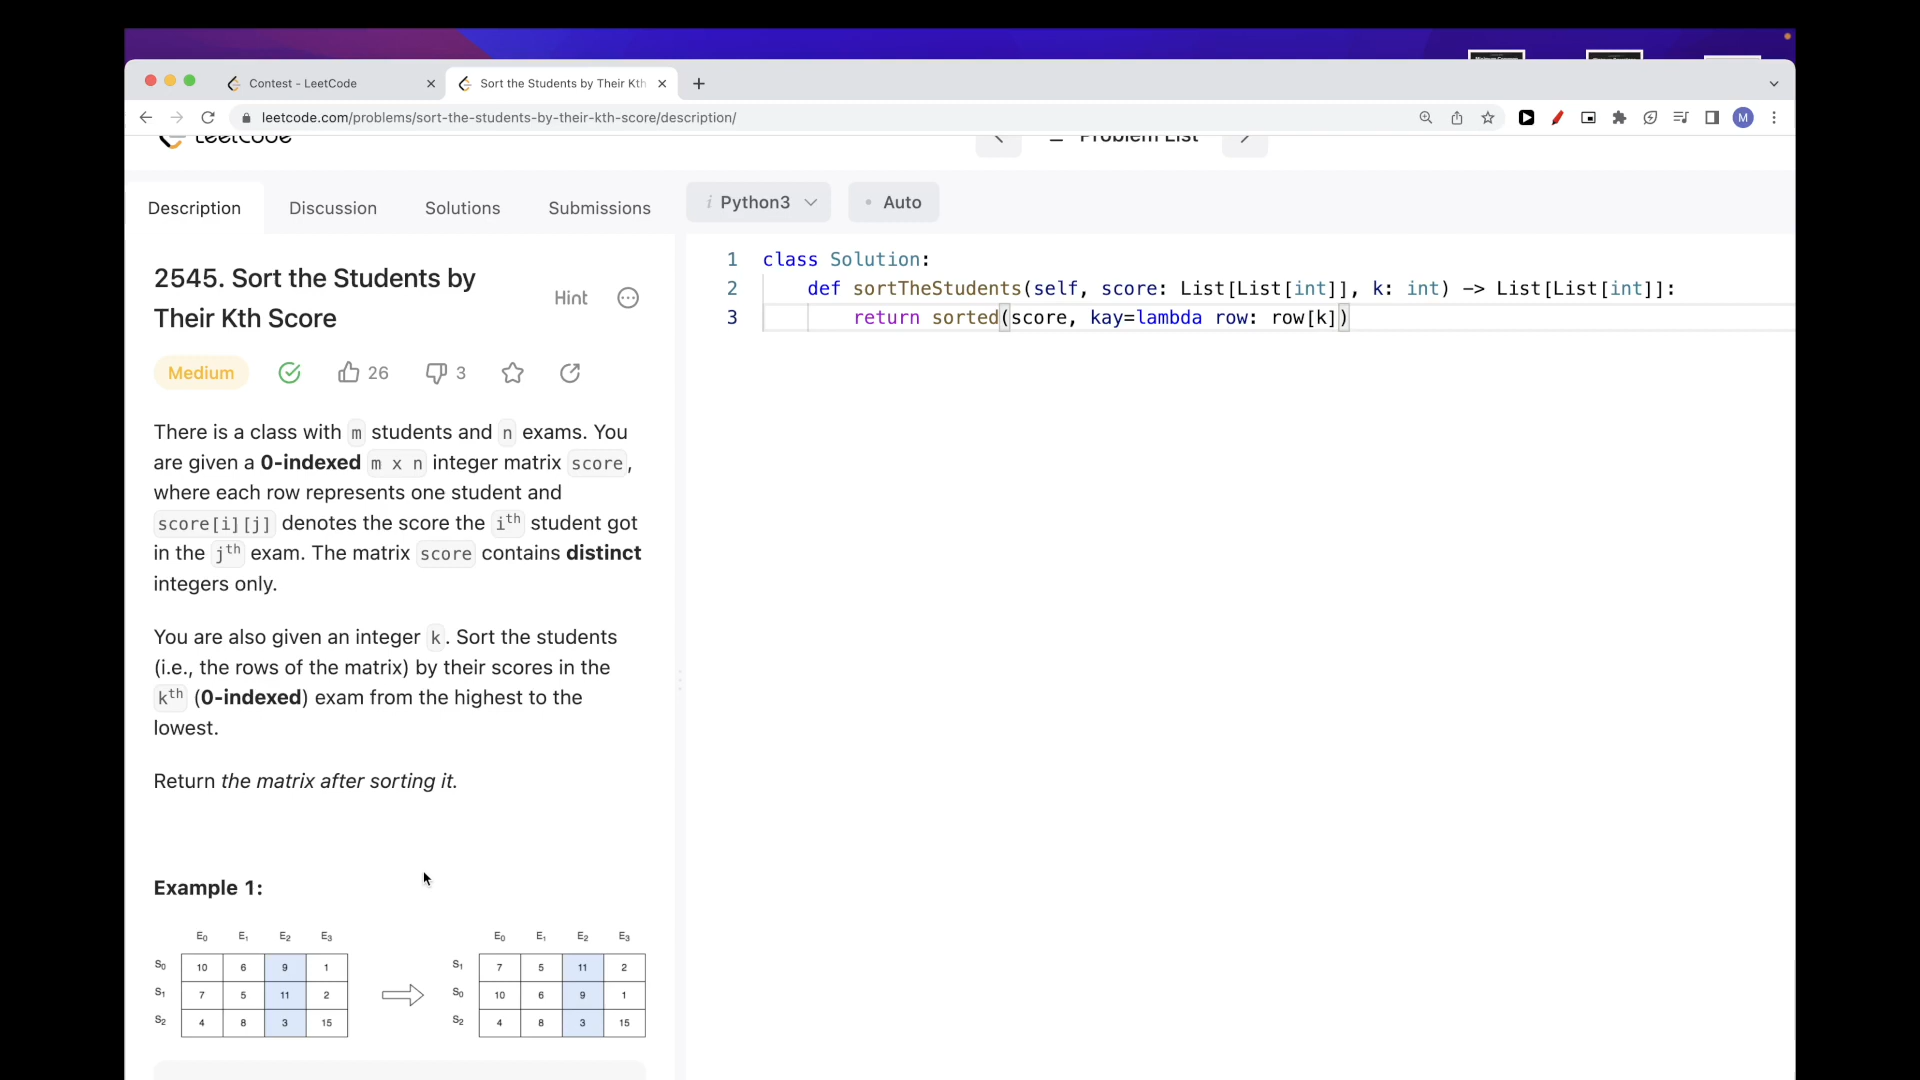 Contest - LeetCode
Sort the Students by Their Kth
leetcode.com/problems/sort-the-students-by-their-kth-score/description/
M
LeetCode
Problem List
Description
Discussion
Solutions
Submissions
i Python3
Auto
2545. Sort the Students by
Their Kth Score
Hint
Medium
26
3
There is a class with m students and n exams. You
are given a 0-indexed m x n integer matrix score,
where each row represents one student and
score[i][j] denotes the score the ith student got
in the jth exam. The matrix score contains distinct
integers only.
You are also given an integer k. Sort the students
(i.e., the rows of the matrix) by their scores in the
kth (0-indexed) exam from the highest to the
lowest.
Return the matrix after sorting it.
Example 1:
E0 E1 E2 E3
S0 10 6 9 1
S1 7 5 11 2
S2 4 8 3 15
E0 E1 E2 E3
S1 7 5 11 2
S0 10 6 9 1
S2 4 8 3 15
1 class Solution:
2 def sortTheStudents(self, score: List[List[int]], k: int) -> List[List[int]]:
3 return sorted(score, kay=lambda row: row[k])